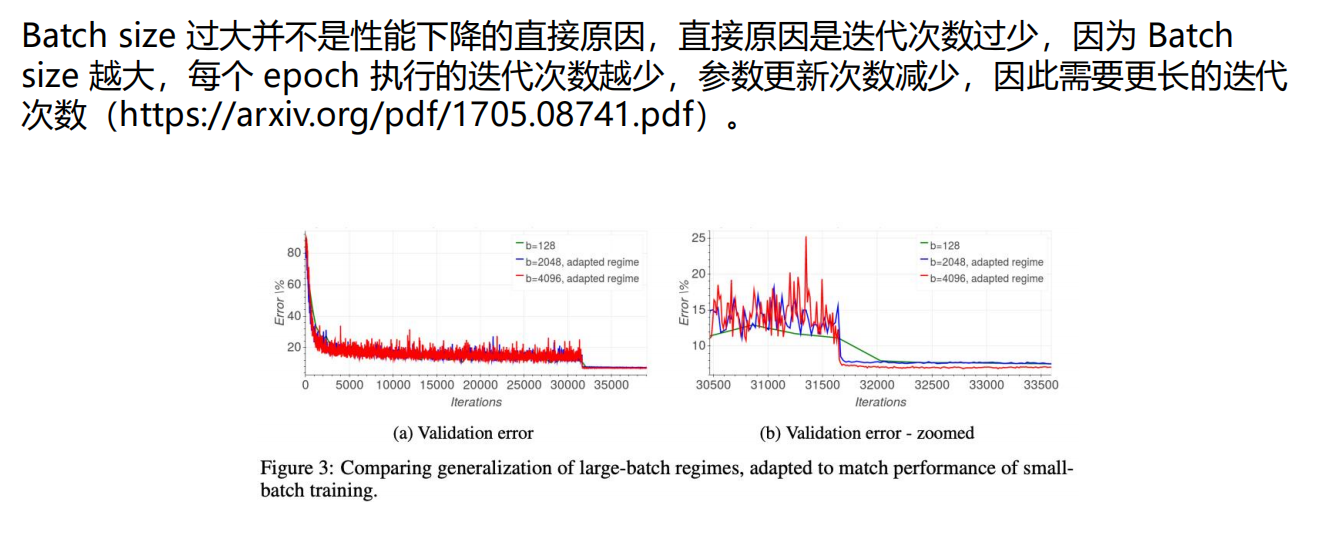 Batch size 过大并不是性能下降的直接原因，直接原因是迭代次数过少，因为 Batch
size 越大，每个 epoch 执行的迭代次数越少，参数更新次数减少，因此需要更长的迭代
次数（https://arxiv.org/pdf/1705.08741.pdf）。
b=128
b=2048, adapted regime
b=4096, adapted regime
Error \%
80
60
40
20
0 5000 10000 15000 20000 25000 30000 35000
Iterations
(a) Validation error
b=128
b=2048, adapted regime
b=4096, adapted regime
Error \%
25
20
15
10
30500 31000 31500 32000 32500 33000 33500
Iterations
(b) Validation error - zoomed
Figure 3: Comparing generalization of large-batch regimes, adapted to match performance of small-
batch training.